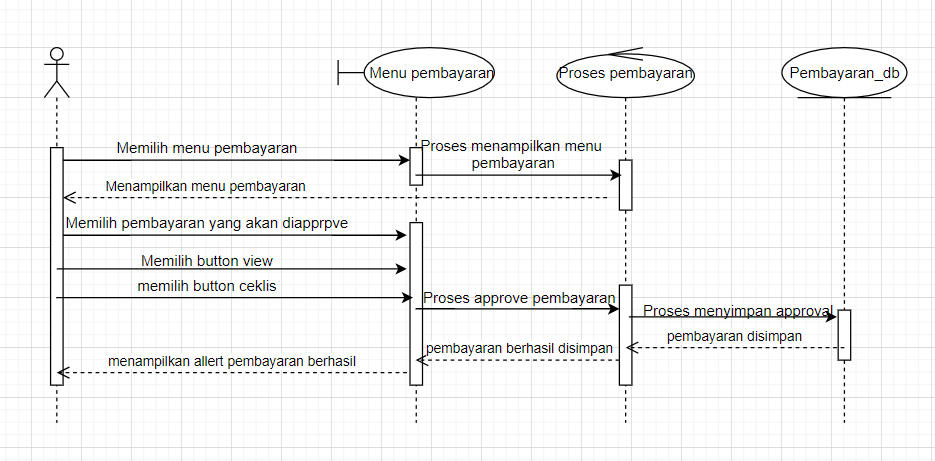 Menu pembayaran
Proses pembayaran
Pembayaran_db
Memilih menu pembayaran
Proses menampilkan menu
pembayaran
Menampilkan menu pembayaran
Memilih pembayaran yang akan diapprpve
Memilih button view
memilih button ceklis
Proses approve pembayaran
Proses menyimpan approval
pembayaran disimpan
pembayaran berhasil disimpan
menampilkan allert pembayaran berhasil